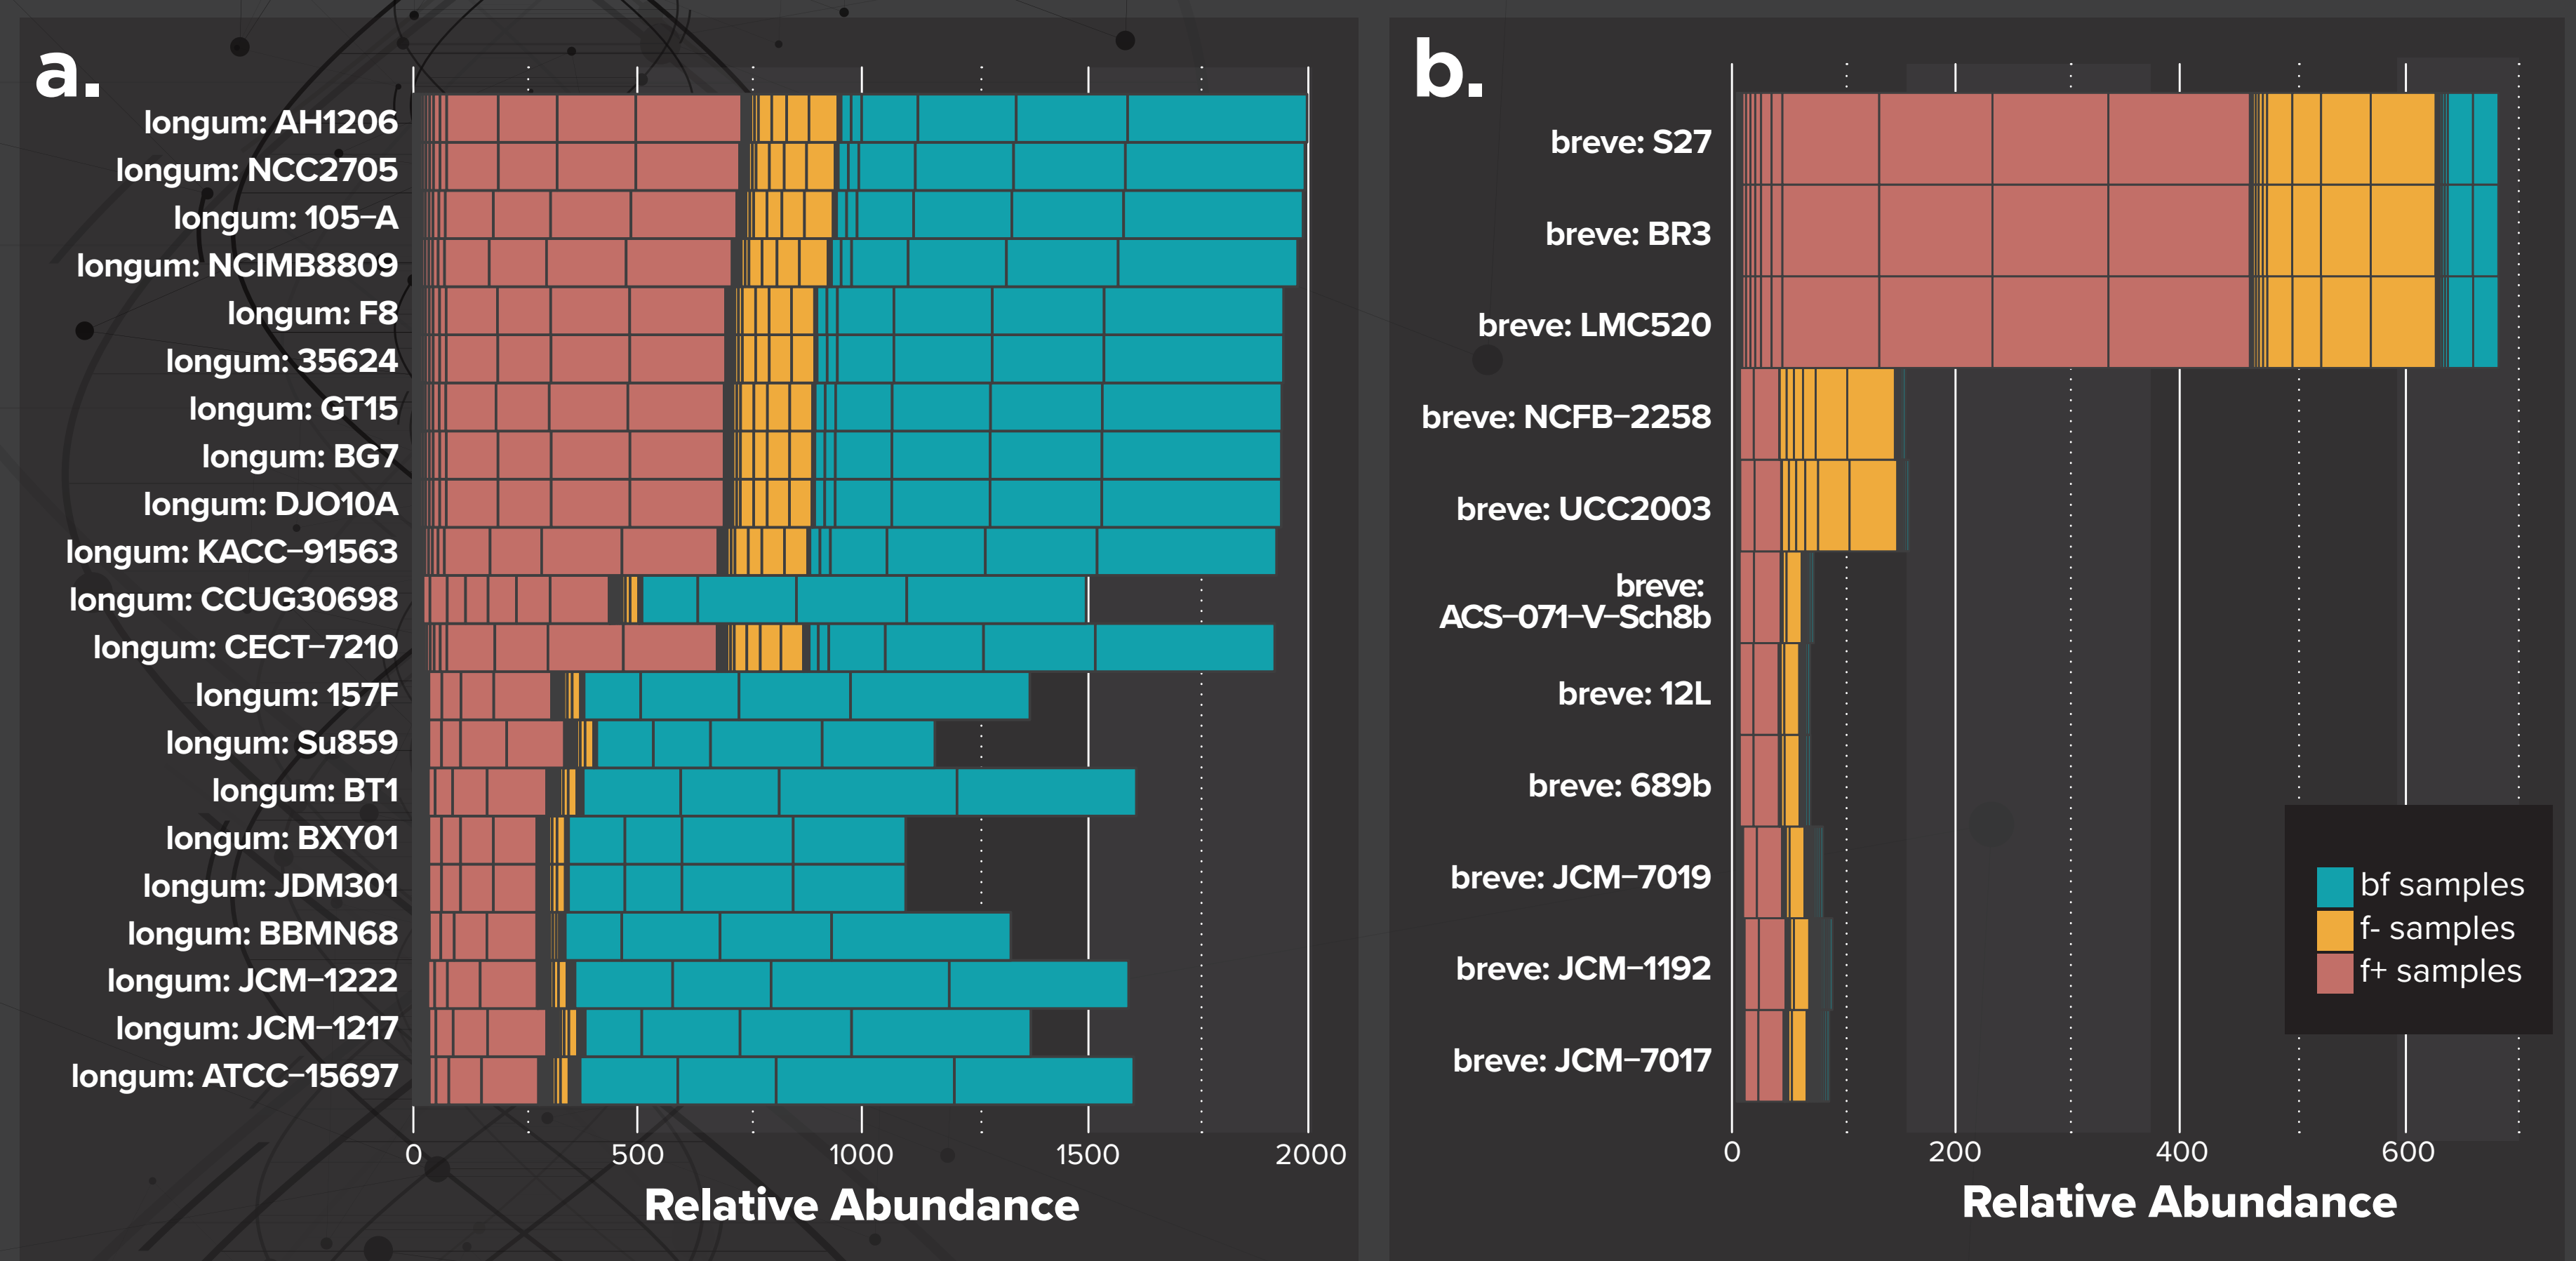 a.
longum: AH1206
longum: NCC2705
longum: 105–A
longum: NCIMB8809
longum: F8
longum: 35624
longum: GT15
longum: BG7
longum: DJO10A
longum: KACC–91563
longum: CCUG30698
longum: CECT–7210
longum: 157F
longum: Su859
longum: BT1
longum: BXY01
longum: JDM301
longum: BBMN68
longum: JCM–1222
longum: JCM–1217
longum: ATCC–15697
0 500 1000 1500 2000
Relative Abundance
b.
breve: S27
breve: BR3
breve: LMC520
breve: NCFB–2258
breve: UCC2003
breve:
ACS–071–V–Sch8b
breve: 12L
breve: 689b
breve: JCM–7019
breve: JCM–1192
breve: JCM–7017
0 200 400 600
Relative Abundance
bf samples
f- samples
f+ samples